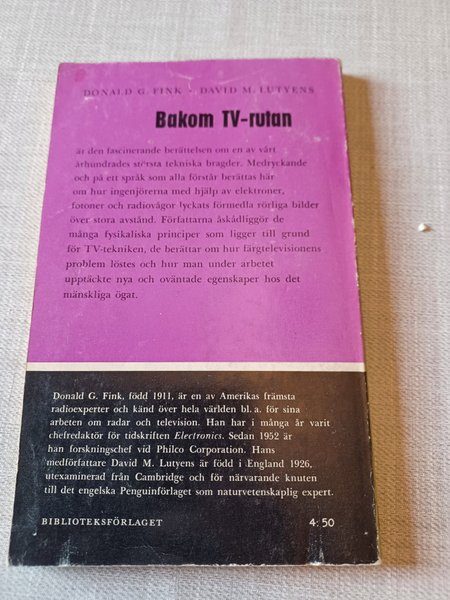 DONALD G. FINK · DAVID M. LUTYENS
Bakom TV-rutan
är den fascinerande berättelsen om en av vårt
århundrades största tekniska bragder. Medryckande
och på ett språk som alla förstår berättas här
om hur ingenjörerna med hjälp av elektroner,
fotoner och radiovågor lyckats förmedla rörliga bilder
över stora avstånd. Författarna åskådliggör de
många fysikaliska principer som ligger till grund
för TV-tekniken, de berättar om hur färgtelevisionens
problem löstes och hur man under arbetet
upptäckte nya och oväntade egenskaper hos det
mänskliga ögat.
Donald G. Fink, född 1911, är en av Amerikas främsta
radioexperter och känd över hela världen bl. a. för sina
arbeten om radar och television. Han har i många år varit
chefredaktör för tidskriften Electronics. Sedan 1952 är
han forskningschef vid Philco Corporation. Hans
medförfattare David M. Lutyens är född i England 1926,
utexaminerad från Cambridge och för närvarande knuten
till det engelska Penguinförlaget som naturvetenskaplig expert.
BIBLIOTEKSFÖRLAGET 4:50